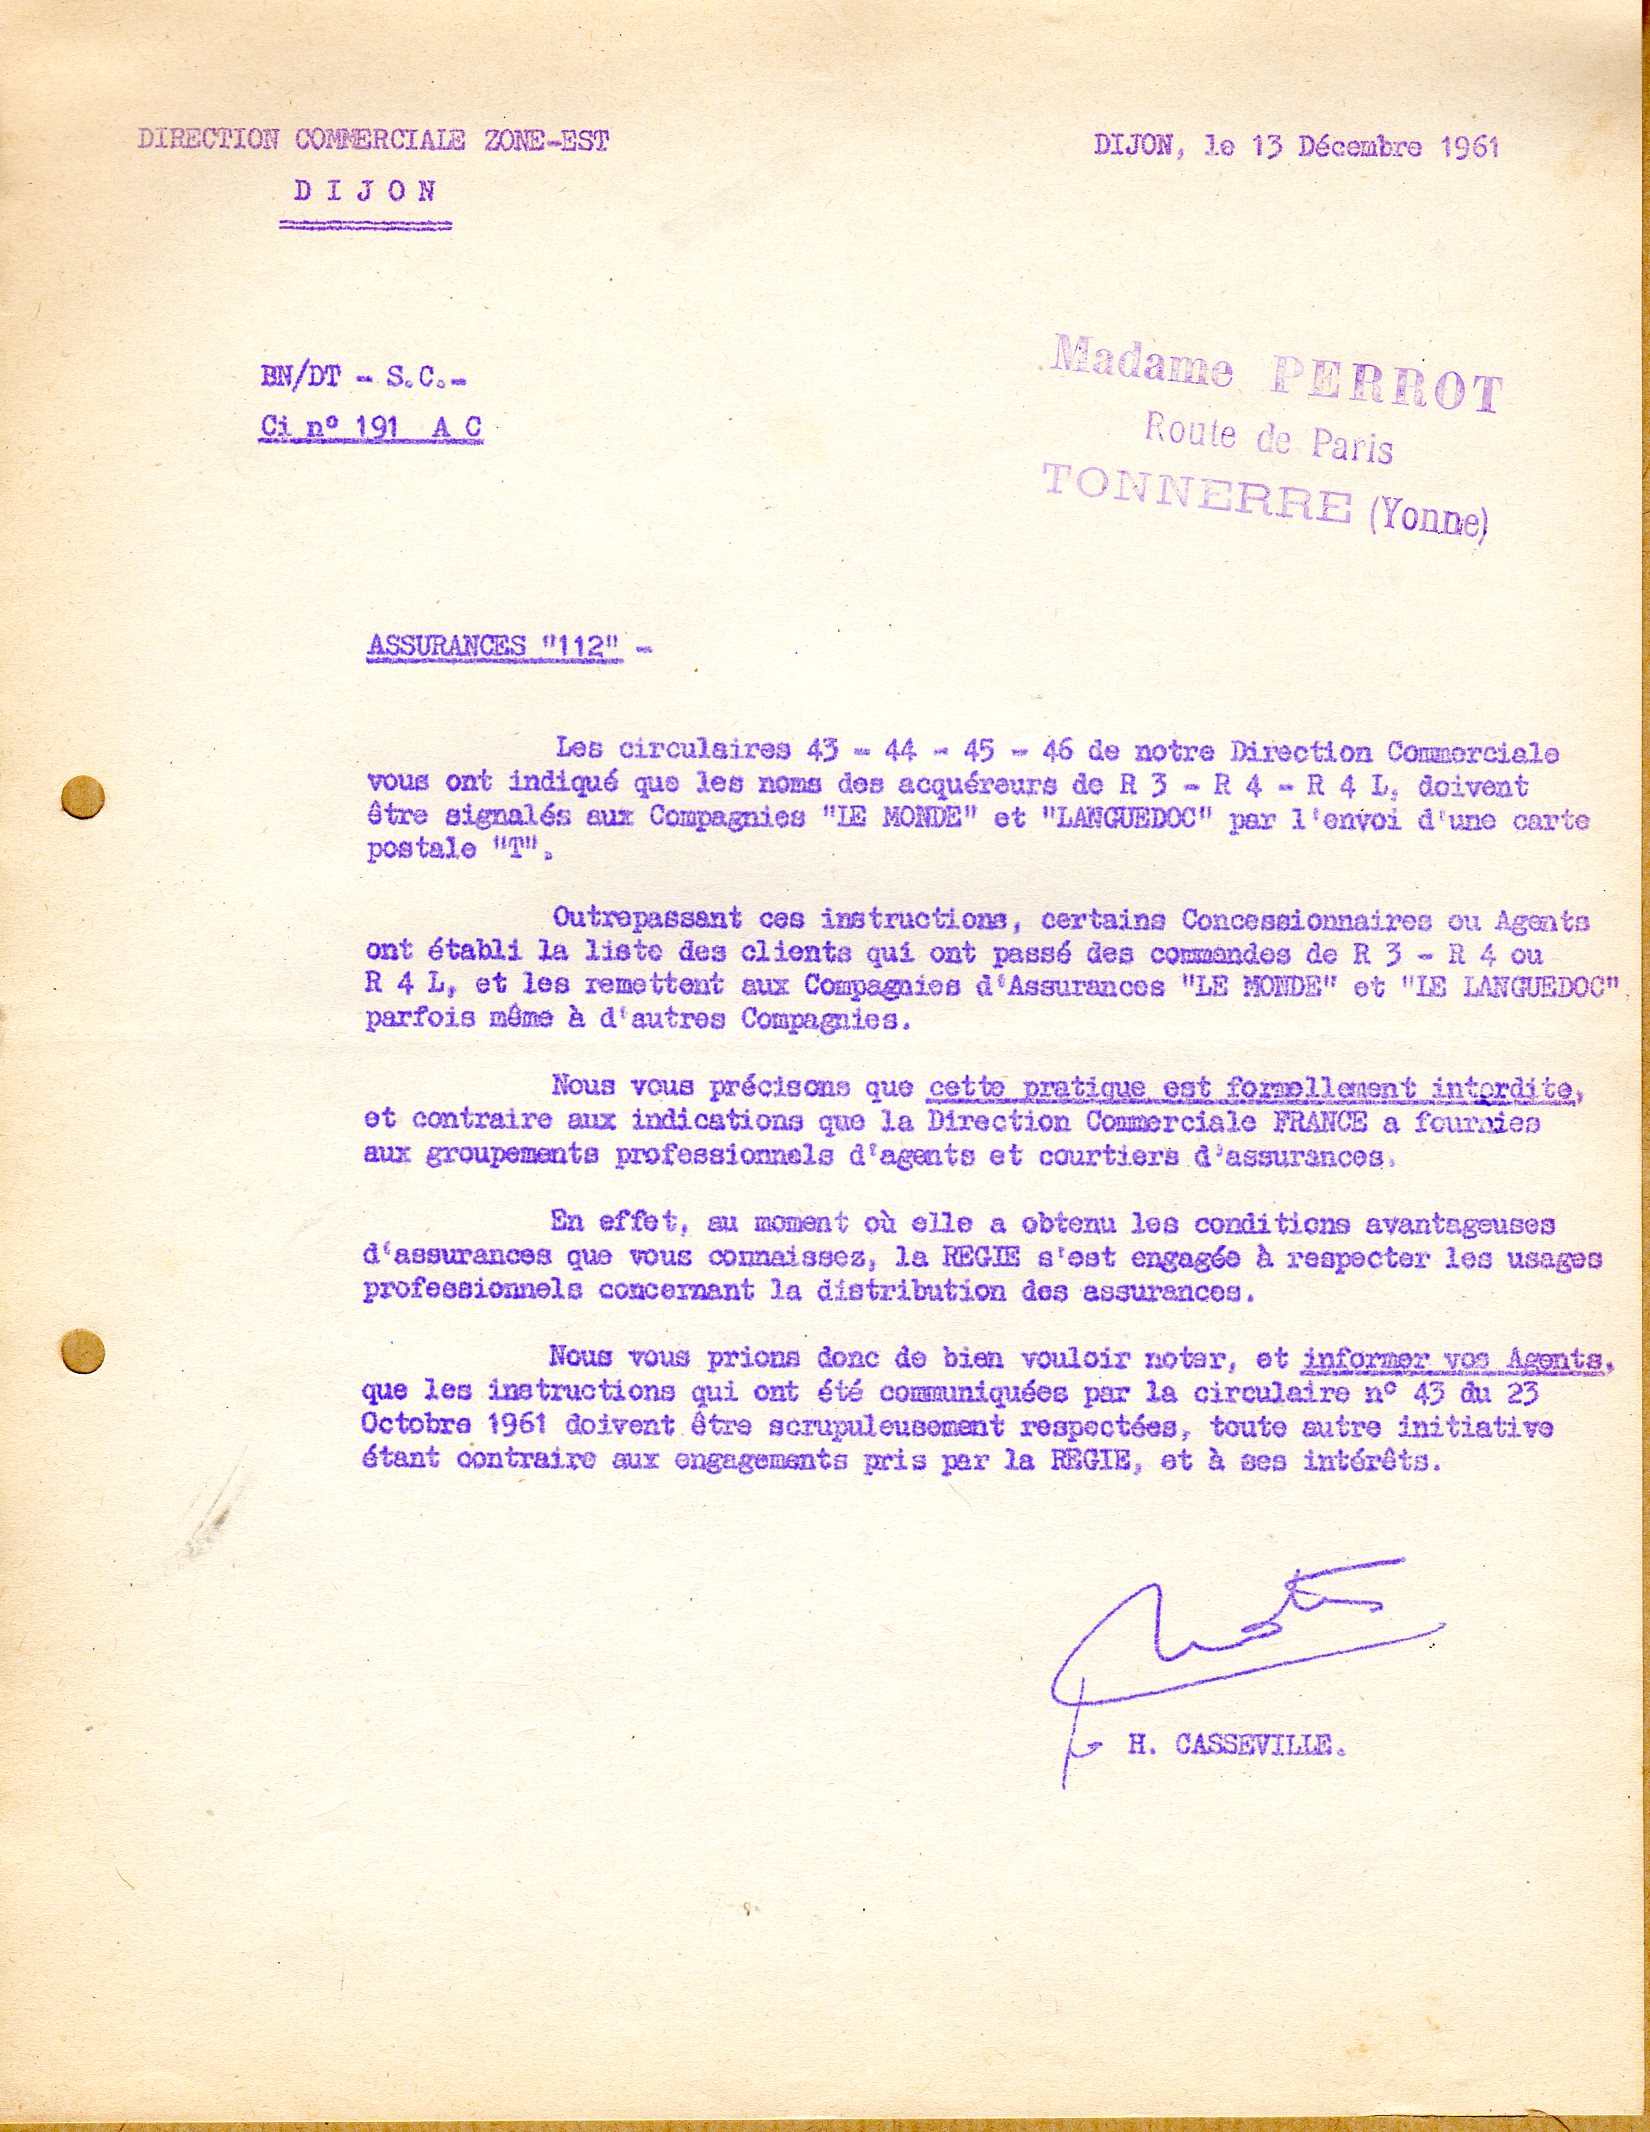 DIRECTION COMMERCIALE ZONE-EST
DIJON, le 13 Décembre 1961
D I J O N
BN/DT - S.C.-
Ci n° 191 A C
Madame PERROT
Route de Paris
TONNERRE (Yonne)
ASSURANCES "112" -
Les circulaires 43 - 44 - 45 - 46 de notre Direction Commerciale
vous ont indiqué que les noms des acquéreurs de R 3 - R 4 - R 4 L, doivent
être signalés aux Compagnies "LE MONDE" et "LANGUEDOC" par l'envoi d'une carte
postale "T".
Outrepassant ces instructions, certains Concessionnaires ou Agents
ont établi la liste des clients qui ont passé des commandes de R 3 - R 4 ou
R 4 L, et les remettent aux Compagnies d'Assurances "LE MONDE" et "LE LANGUEDOC",
parfois même à d'autres Compagnies.
Nous vous précisons que cette pratique est formellement interdite,
et contraire aux indications que la Direction Commerciale FRANCE a fournies
aux groupements professionnels d'agents et courtiers d'assurances.
En effet, au moment où elle a obtenu les conditions avantageuses
d'assurances que vous connaissez, la REGIE s'est engagée à respecter les usages
professionnels concernant la distribution des assurances.
Nous vous prions donc de bien vouloir noter, et informer vos Agents,
que les instructions qui ont été communiquées par la circulaire n° 43 du 23
Octobre 1961 doivent être scrupuleusement respectées, toute autre initiative
étant contraire aux engagements pris par la REGIE, et à ses intérêts.
H. CASSEVILLE.